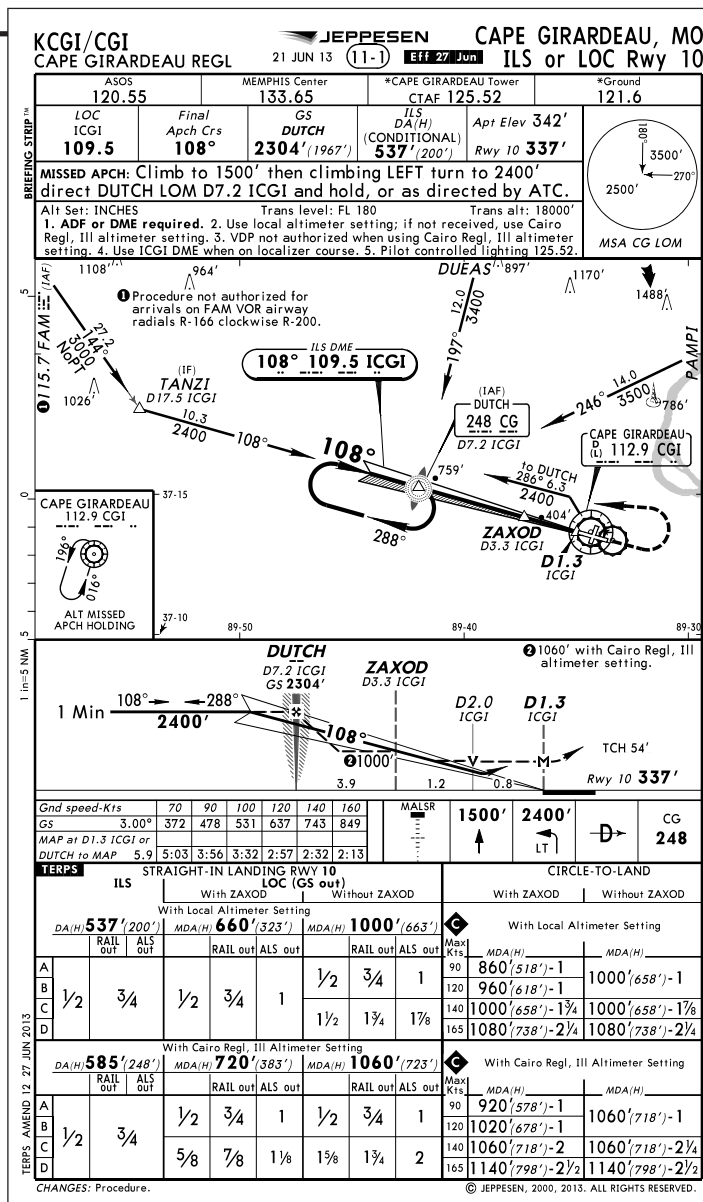 KCGI/CGI
CAPE GIRARDEAU REGL
JEPPESEN
21 JUN 13 11-1 Eff 27 Jun
CAPE GIRARDEAU, MO
ILS or LOC Rwy 10
BRIEFING STRIP™
ASOS
120.55
MEMPHIS Center
133.65
*CAPE GIRARDEAU Tower
CTAF 125.52
*Ground
121.6
LOC
ICGI
109.5
Final
Apch Crs
108°
GS
DUTCH
2304'(1967')
ILS
DA(H)
(CONDITIONAL)
537'(200')
Apt Elev 342'
Rwy 10 337'
MISSED APCH: Climb to 1500' then climbing LEFT turn to 2400'
direct DUTCH LOM D7.2 ICGI and hold, or as directed by ATC.
Alt Set: INCHES Trans level: FL 180 Trans alt: 18000'
1. ADF or DME required. 2. Use local altimeter setting; if not received, use Cairo
Regl, Ill altimeter setting. 3. VDP not authorized when using Cairo Regl, Ill altimeter
setting. 4. Use ICGI DME when on localizer course. 5. Pilot controlled lighting 125.52.
180°
3500'
270°
2500'
MSA CG LOM
1108'
964'
DUEAS
897'
1170'
1488'
1 Procedure not authorized for
arrivals on FAM VOR airway
radials R-166 clockwise R-200.
5
1 115.7 FAM (IAF)
27.2
144°
3000
NoPT
1026'
(IF)
TANZI
D17.5 ICGI
10.3
2400
108°
ILS DME
108° 109.5 ICGI
12.0
3400
197°
(IAF)
DUTCH
248 CG
D7.2 ICGI
PAMPI
14.0
246° 3500
786'
CAPE GIRARDEAU
D
(L) 112.9 CGI
108°
759'
to DUTCH
286° 6.3
2400
404'
ZAXOD
D3.3 ICGI
D1.3
ICGI
288°
0
37-15
CAPE GIRARDEAU
112.9 CGI
196°
016°
ALT MISSED
APCH HOLDING
37-10
89-50
89-40
89-30
5
1 in=5 NM
DUTCH
D7.2 ICGI
GS 2304'
ZAXOD
D3.3 ICGI
2 1060' with Cairo Regl, Ill
altimeter setting.
D2.0
ICGI
D1.3
ICGI
1 Min
108° 288°
2400'
108°
2 1000'
V
M
TCH 54'
Rwy 10 337'
3.9 1.2 0.8
Gnd speed-Kts 70 90 100 120 140 160
GS 3.00° 372 478 531 637 743 849
MAP at D1.3 ICGI or
DUTCH to MAP 5.9 5:03 3:56 3:32 2:57 2:32 2:13
MALSR
1500'
2400'
LT
D
CG
248
TERPS
STRAIGHT-IN LANDING RWY 10
ILS
LOC (GS out)
With ZAXOD Without ZAXOD
With Local Altimeter Setting
DA(H) 537'(200') MDA(H) 660'(323') MDA(H) 1000'(663')
RAIL out ALS out RAIL out ALS out RAIL out ALS out
A
B
C
D
1/2 3/4 1/2 3/4 1
1/2 3/4 1
1 1/2 1 3/4 1 7/8
With Cairo Regl, Ill Altimeter Setting
DA(H) 585'(248') MDA(H) 720'(383') MDA(H) 1060'(723')
RAIL out ALS out RAIL out ALS out RAIL out ALS out
A
B
C
D
1/2 3/4
1/2 3/4 1 1/2 3/4 1
5/8 7/8 1 1/8 1 5/8 1 3/4 2
CIRCLE-TO-LAND
With ZAXOD Without ZAXOD
C With Local Altimeter Setting
Max
Kts MDA(H) MDA(H)
90 860'(518')-1
120 960'(618')-1
1000'(658')-1
140 1000'(658')-1 3/4 1000'(658')-1 7/8
165 1080'(738')-2 1/4 1080'(738')-2 1/4
C With Cairo Regl, Ill Altimeter Setting
Max
Kts MDA(H) MDA(H)
90 920'(578')-1
120 1020'(678')-1
1060'(718')-1
140 1060'(718')-2 1060'(718')-2 1/4
165 1140'(798')-2 1/2 1140'(798')-2 1/2
TERPS AMEND 12 27 JUN 2013
CHANGES: Procedure.
© JEPPESEN, 2000, 2013. ALL RIGHTS RESERVED.